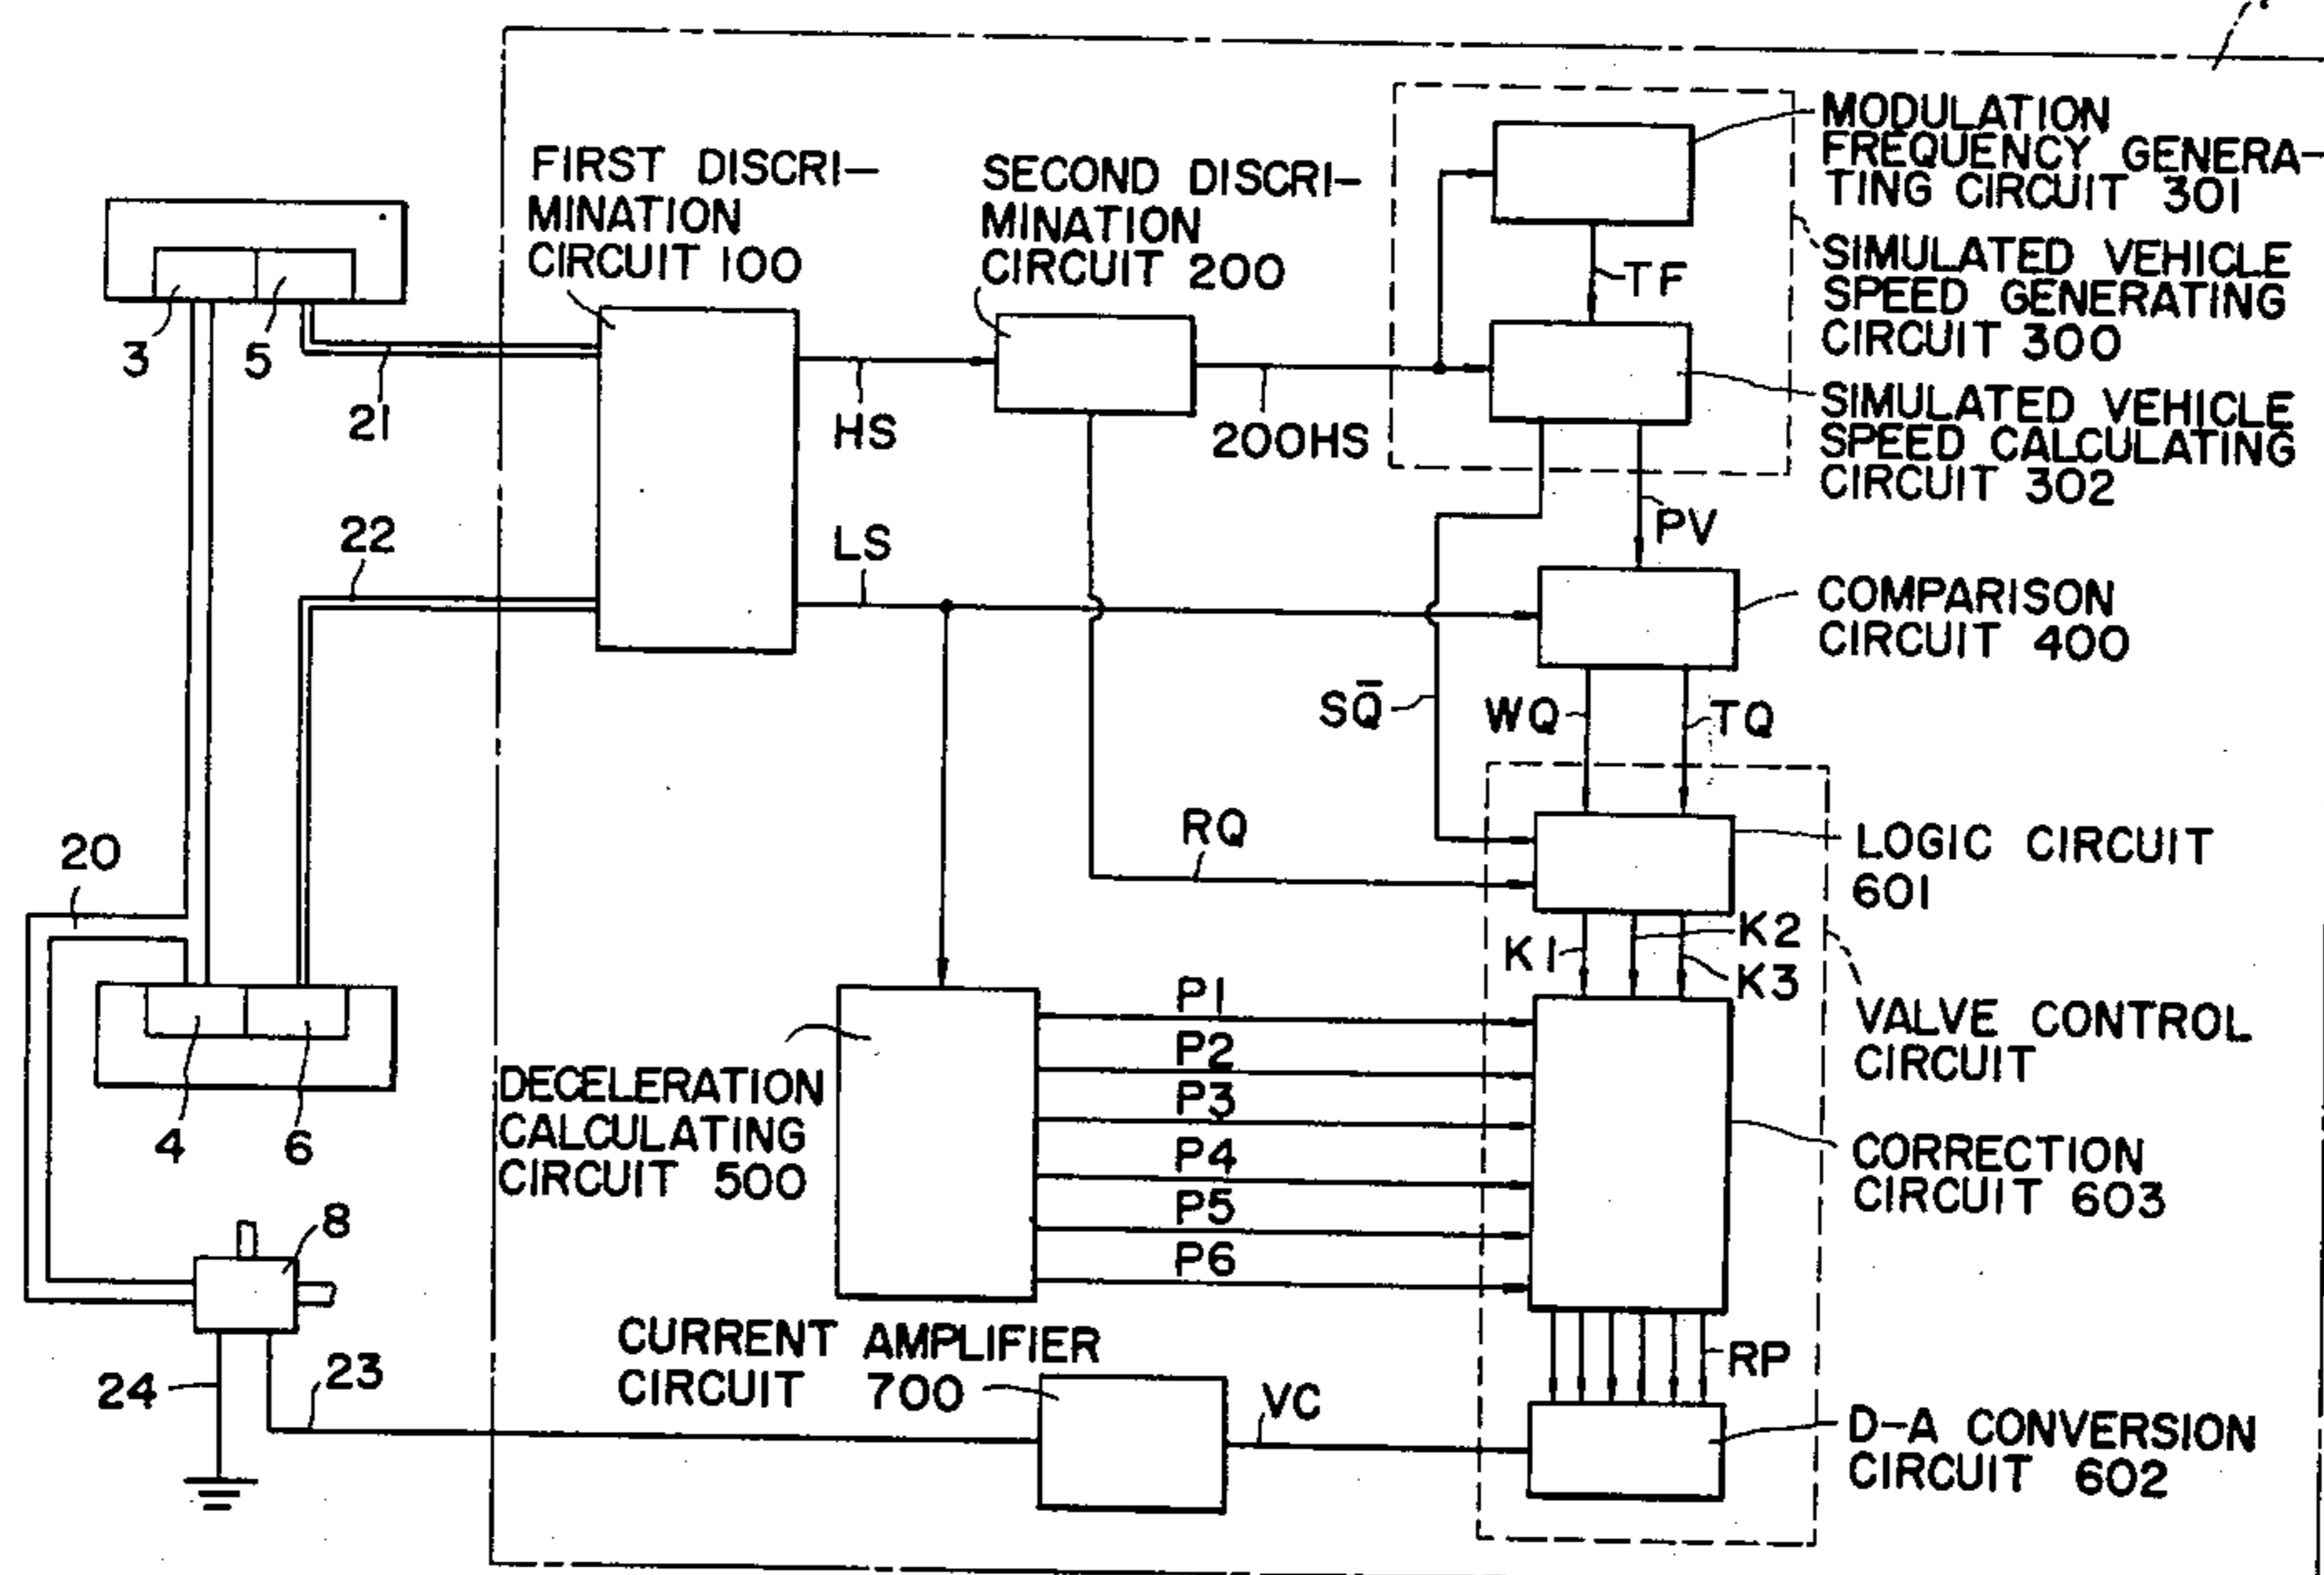 FIRST DISCRI-
MINATION
CIRCUIT 100
SECOND DISCRI-
MINATION
CIRCUIT 200
MODULATION
FREQUENCY GENERA-
TING CIRCUIT 301
SIMULATED VEHICLE
SPEED GENERATING
CIRCUIT 300
SIMULATED VEHICLE
SPEED CALCULATING
CIRCUIT 302
TF
3
5
21
HS
200HS
PV
22
LS
COMPARISON
CIRCUIT 400
SQ̅
WQ
TQ
20
RQ
LOGIC CIRCUIT
601
K1
K2
K3
VALVE CONTROL
CIRCUIT
4
6
DECELERATION
CALCULATING
CIRCUIT 500
P1
P2
P3
P4
P5
P6
CORRECTION
CIRCUIT 603
8
24
23
CURRENT AMPLIFIER
CIRCUIT 700
VC
RP
D-A CONVERSION
CIRCUIT 602